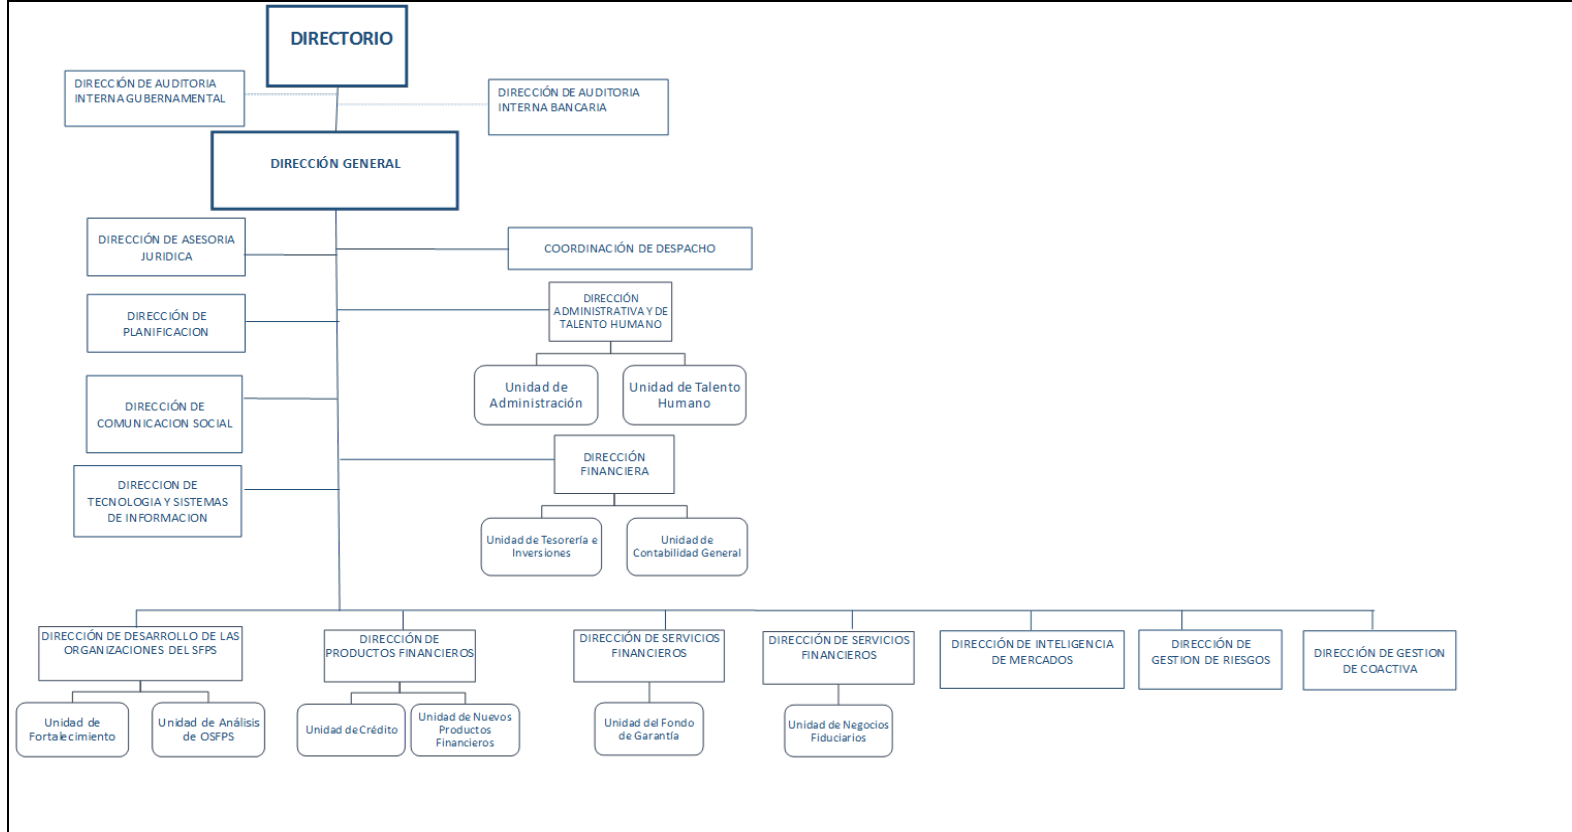 DIRECTORIO
DIRECCIÓN DE AUDITORIA
INTERNA GUBERNAMENTAL
DIRECCIÓN DE AUDITORIA
INTERNA BANCARIA
DIRECCIÓN GENERAL
DIRECCIÓN DE ASESORIA
JURIDICA
COORDINACIÓN DE DESPACHO
DIRECCIÓN DE
PLANIFICACION
DIRECCIÓN
ADMINISTRATIVA Y DE
TALENTO HUMANO
Unidad de
Administración
Unidad de Talento
Humano
DIRECCIÓN DE
COMUNICACION SOCIAL
DIRECCIÓN
FINANCIERA
DIRECCION DE
TECNOLOGIA Y SISTEMAS
DE INFORMACION
Unidad de Tesorería e
Inversiones
Unidad de
Contabilidad General
DIRECCIÓN DE DESARROLLO DE LAS
ORGANIZACIONES DEL SFPS
DIRECCIÓN DE
PRODUCTOS FINANCIEROS
DIRECCIÓN DE SERVICIOS
FINANCIEROS
DIRECCIÓN DE SERVICIOS
FINANCIEROS
DIRECCIÓN DE INTELIGENCIA
DE MERCADOS
DIRECCIÓN DE
GESTION DE RIESGOS
DIRECCIÓN DE GESTION
DE COACTIVA
Unidad de
Fortalecimiento
Unidad de Análisis
de OSFPS
Unidad de Crédito
Unidad de Nuevos
Productos
Financieros
Unidad del Fondo
de Garantía
Unidad de Negocios
Fiduciarios